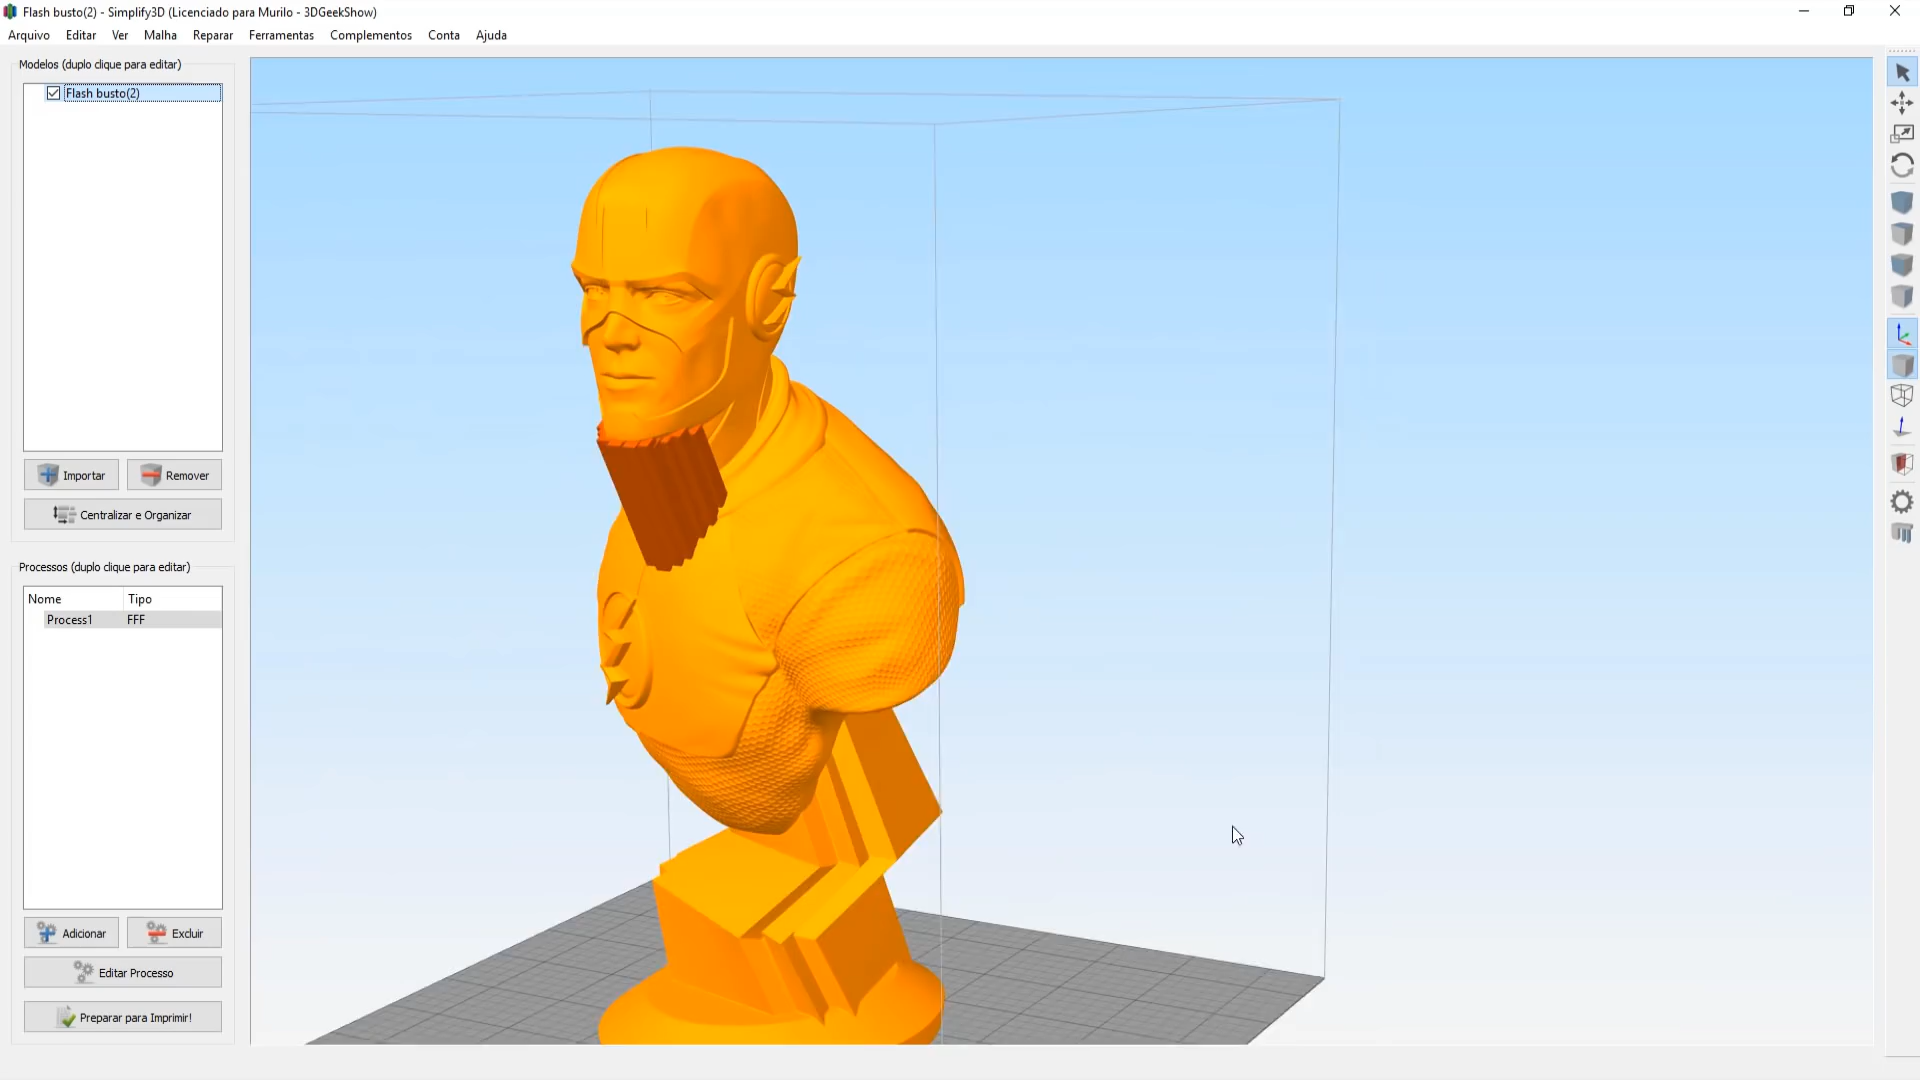 Flash busto(2) - Simplify3D (Licenciado para Murilo - 3DGeekShow)
Arquivo Editar Ver Malha Reparar Ferramentas Complementos Conta Ajuda
Modelos (duplo clique para editar)
Flash busto(2)
Importar Remover
Centralizar e Organizar
Processos (duplo clique para editar)
Nome Tipo
Process1 FFF
Adicionar Excluir
Editar Processo
Preparar para Imprimir!